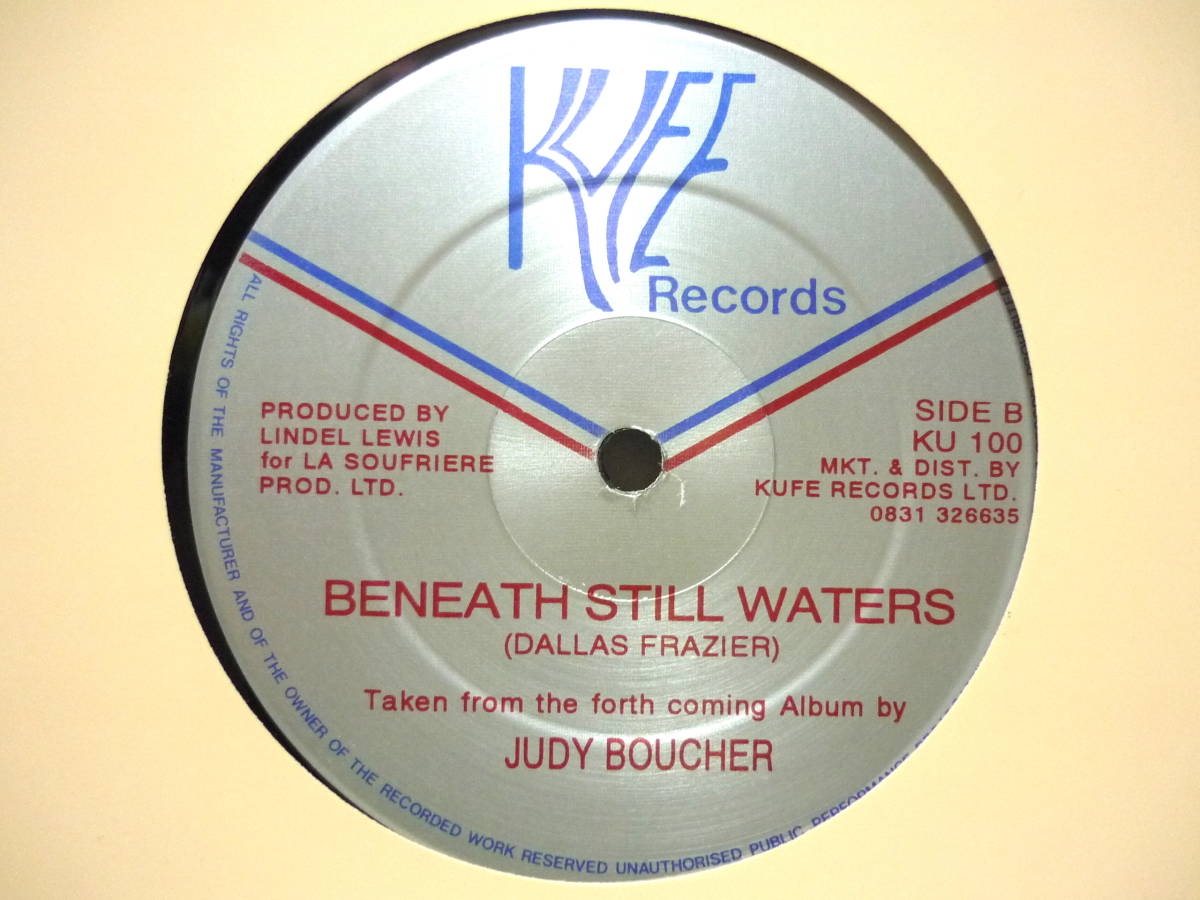 KUFE
Records
PRODUCED BY
LINDEL LEWIS
for LA SOUFRIERE
PROD. LTD.
SIDE B
KU 100
MKT. & DIST. BY
KUFE RECORDS LTD.
0831 326635
BENEATH STILL WATERS
(DALLAS FRAZIER)
Taken from the forth coming Album by
JUDY BOUCHER
ALL RIGHTS OF THE MANUFACTURER AND OF THE OWNER OF THE RECORDED WORK RESERVED UNAUTHORISED PUBLIC PERFORMANCE